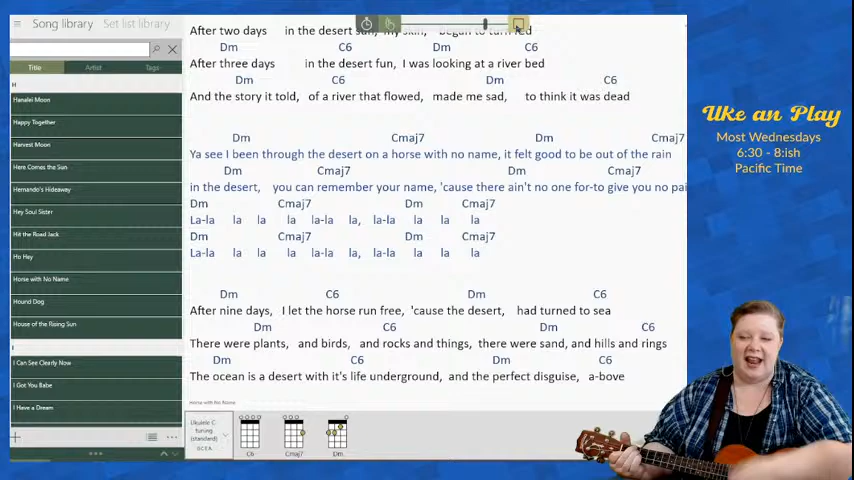 Song library
Set list library
Title
Artist
Tags
H
Hanalei Moon
Happy Together
Harvest Moon
Here Comes the Sun
Hernando's Hideaway
Hey Soul Sister
Hit the Road Jack
Ho Hey
Horse with No Name
Hound Dog
House of the Rising Sun
I
I Can See Clearly Now
I Got You Babe
I Have a Dream
After two days in the desert sun, my skin, began to turn red
Dm C6 Dm C6
After three days in the desert fun, I was looking at a river bed
Dm C6 Dm C6
And the story it told, of a river that flowed, made me sad, to think it was dead
Dm Cmaj7 Dm Cmaj7
Ya see I been through the desert on a horse with no name, it felt good to be out of the rain
Dm Cmaj7 Dm Cmaj7
in the desert, you can remember your name, 'cause there ain't no one for-to give you no pai
Dm Cmaj7 Dm Cmaj7
La-la la la la la-la la, la-la la la la
Dm Cmaj7 Dm Cmaj7
La-la la la la la-la la, la-la la la la
Dm C6 Dm C6
After nine days, I let the horse run free, 'cause the desert, had turned to sea
Dm C6 Dm C6
There were plants, and birds, and rocks and things, there were sand, and hills and rings
Dm C6 Dm C6
The ocean is a desert with it's life underground, and the perfect disguise, a-bove
Horse with No Name
Ukulele C
tuning
(standard)
GCEA
C6
Cmaj7
Dm
Uke an Play
Most Wednesdays
6:30 - 8:ish
Pacific Time